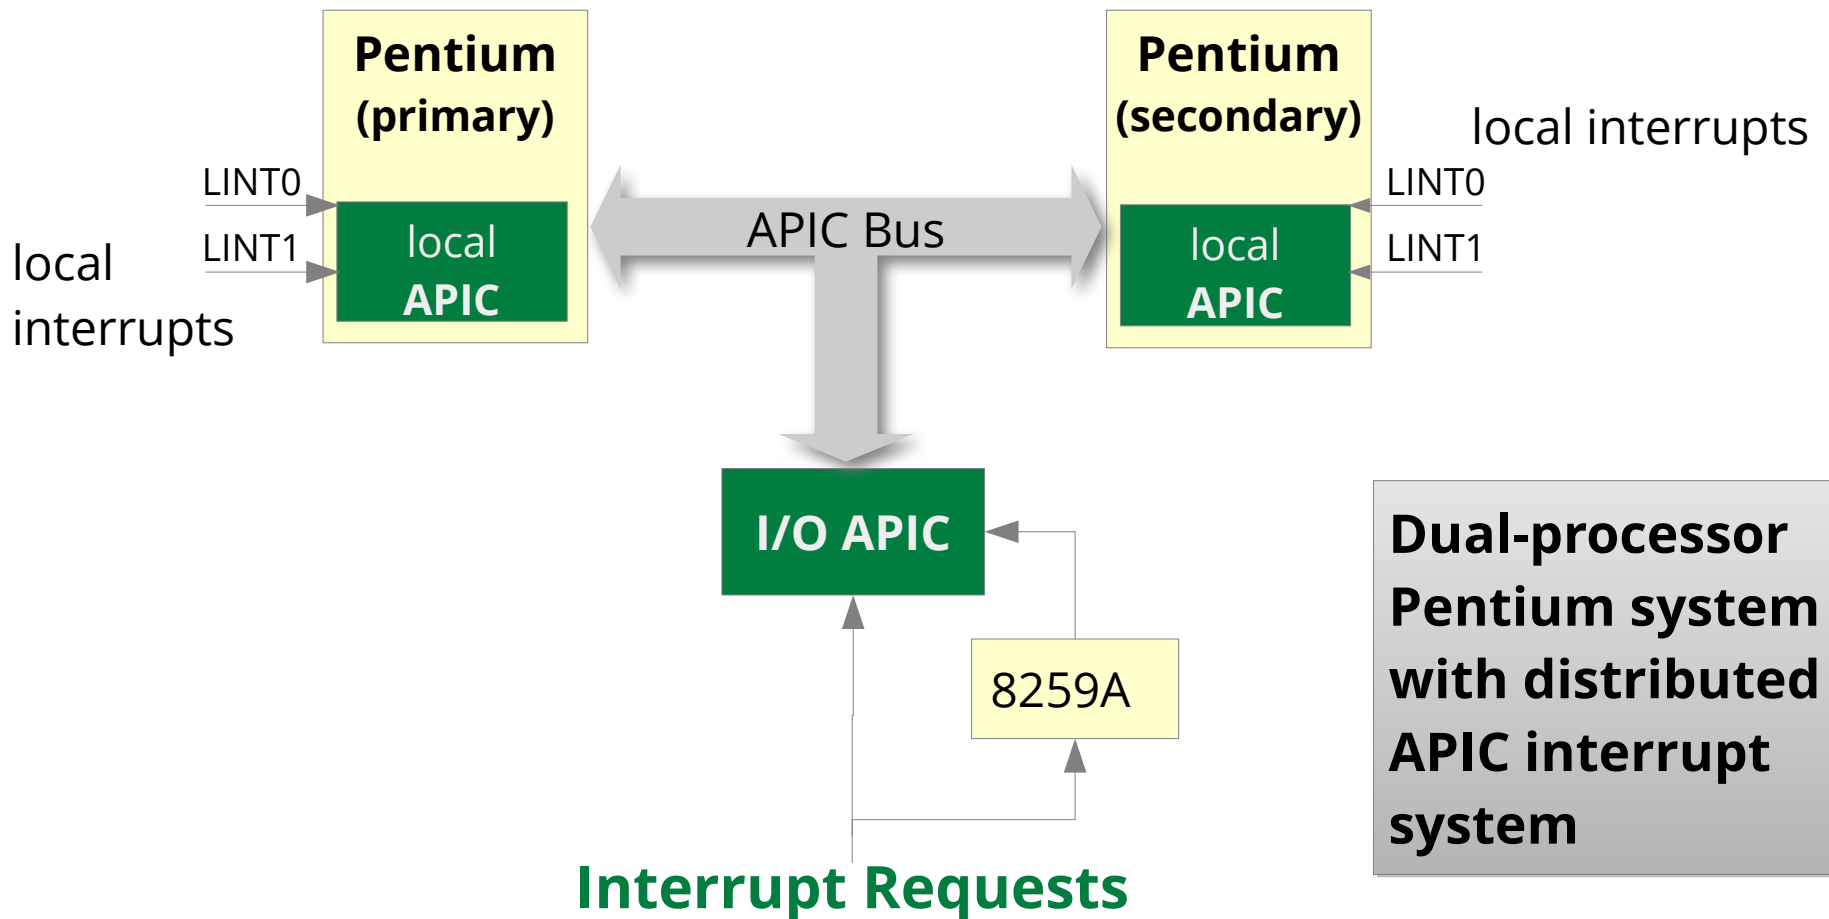 Pentium
(primary)
LINT0
LINT1
local
interrupts
local
APIC
APIC Bus
Pentium
(secondary)
local interrupts
LINT0
LINT1
local
APIC
I/O APIC
8259A
Interrupt Requests
Dual-processor
Pentium system
with distributed
APIC interrupt
system